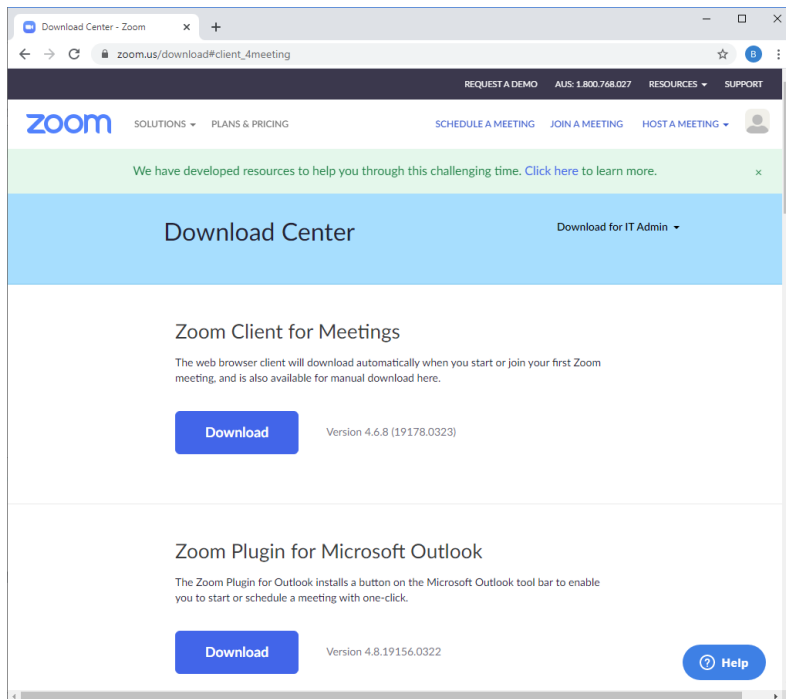 Download Center - Zoom
zoom.us/download#client_4meeting
B
REQUEST A DEMO AUS: 1.800.768.027 RESOURCES SUPPORT
zoom SOLUTIONS PLANS & PRICING SCHEDULE A MEETING JOIN A MEETING HOST A MEETING
We have developed resources to help you through this challenging time. Click here to learn more. ×
Download Center Download for IT Admin
Zoom Client for Meetings
The web browser client will download automatically when you start or join your first Zoom
meeting, and is also available for manual download here.
Download Version 4.6.8 (19178.0323)
Zoom Plugin for Microsoft Outlook
The Zoom Plugin for Outlook installs a button on the Microsoft Outlook tool bar to enable
you to start or schedule a meeting with one-click.
Download Version 4.8.19156.0322
? Help